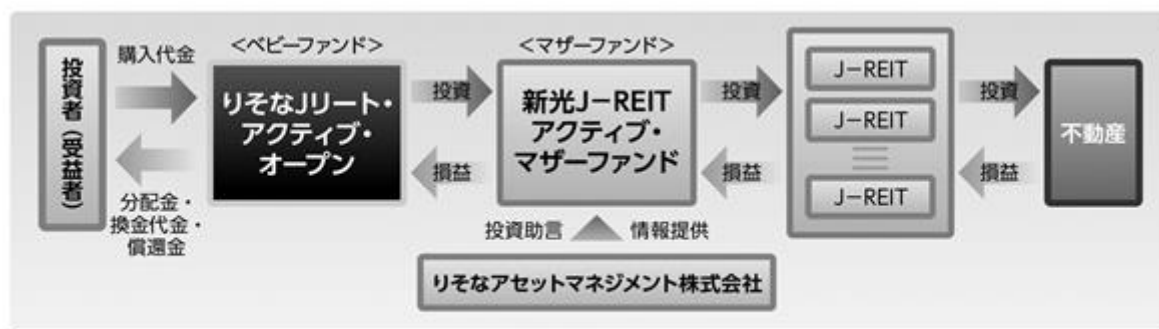 投資者(受益者)
購入代金
分配金・
換金代金・
償還金
<ベビーファンド>
りそなJリート・
アクティブ・
オープン
投資
損益
<マザーファンド>
新光J-REIT
アクティブ・
マザーファンド
投資助言
情報提供
りそなアセットマネジメント株式会社
投資
損益
J-REIT
J-REIT
J-REIT
投資
損益
不動産